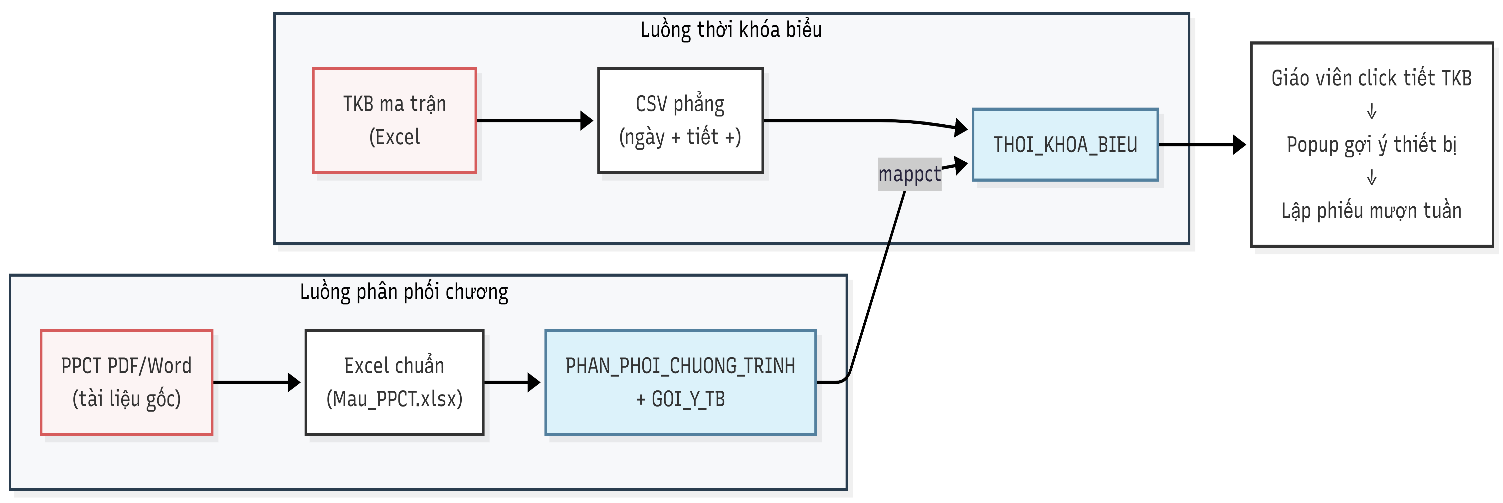 Luồng thời khóa biểu
TKB ma trận
(Excel
CSV phẳng
(ngày + tiết +)
THOI_KHOA_BIEU
mappct
Giáo viên click tiết TKB
↓
Popup gợi ý thiết bị
↓
Lập phiếu mượn tuần
Luồng phân phối chương
PPCT PDF/Word
(tài liệu gốc)
Excel chuẩn
(Mau_PPCT.xlsx)
PHAN_PHOI_CHUONG_TRINH
+ GOI_Y_TB